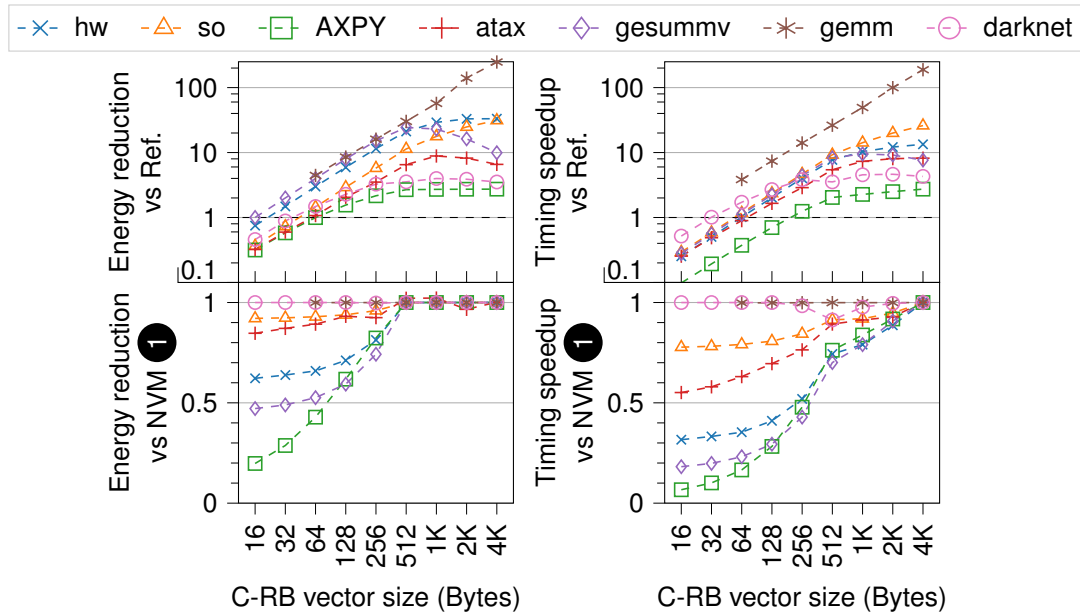 hw so AXPY atax gesummv gemm darknet
Energy reduction
vs Ref.
100
10
1
0.1
Timing speedup
vs Ref.
100
10
1
0.1
Energy reduction
vs NVM 1
1
0.5
0
16 32 64 128 256 512 1K 2K 4K
C-RB vector size (Bytes)
Timing speedup
vs NVM 1
1
0.5
0
16 32 64 128 256 512 1K 2K 4K
C-RB vector size (Bytes)